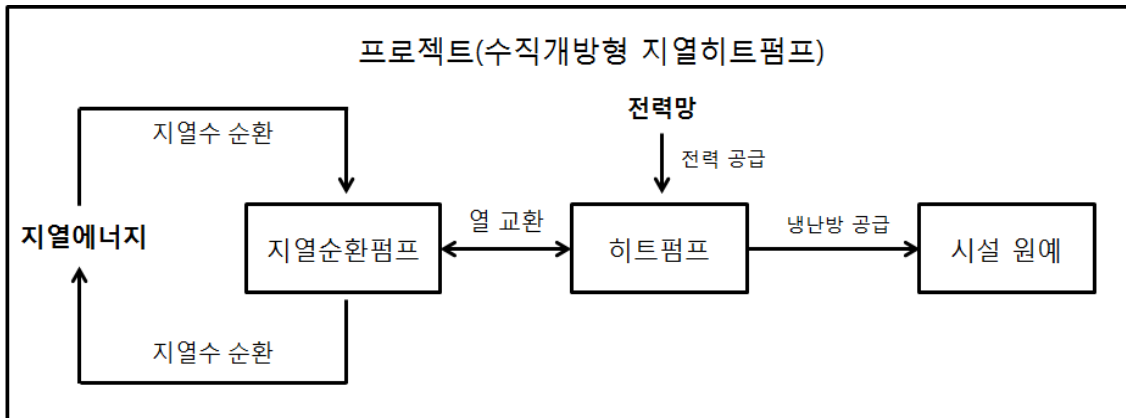 프로젝트(수직개방형 지열히트펌프)
전력망
지열수 순환
전력 공급
지열에너지
지열순환펌프
열 교환
히트펌프
냉난방 공급
시설 원예
지열수 순환